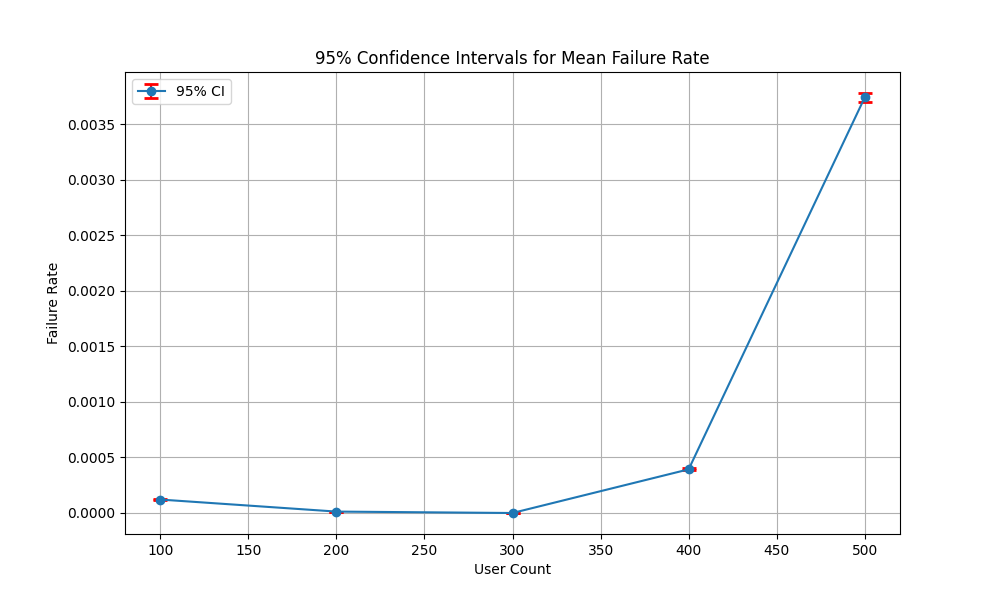 95% Confidence Intervals for Mean Failure Rate
95% CI
0.0035
0.0030
0.0025
0.0020
0.0015
0.0010
0.0005
0.0000
Failure Rate
100 150 200 250 300 350 400 450 500
User Count